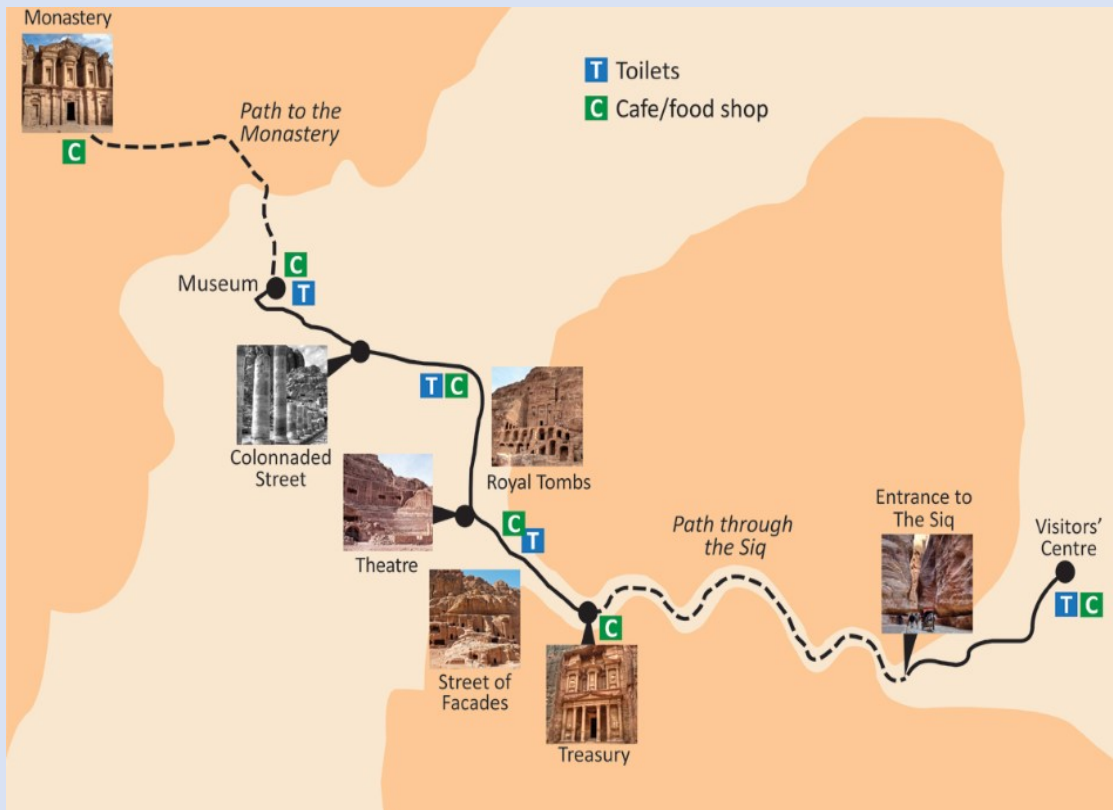 Monastery
Path to the
Monastery
T Toilets
C Cafe/food shop
C
C
Museum
T
T C
Colonnaded
Street
Royal Tombs
Theatre
C
T
Path through
the Siq
Entrance to
The Siq
Visitors'
Centre
T C
C
Street of
Facades
Treasury